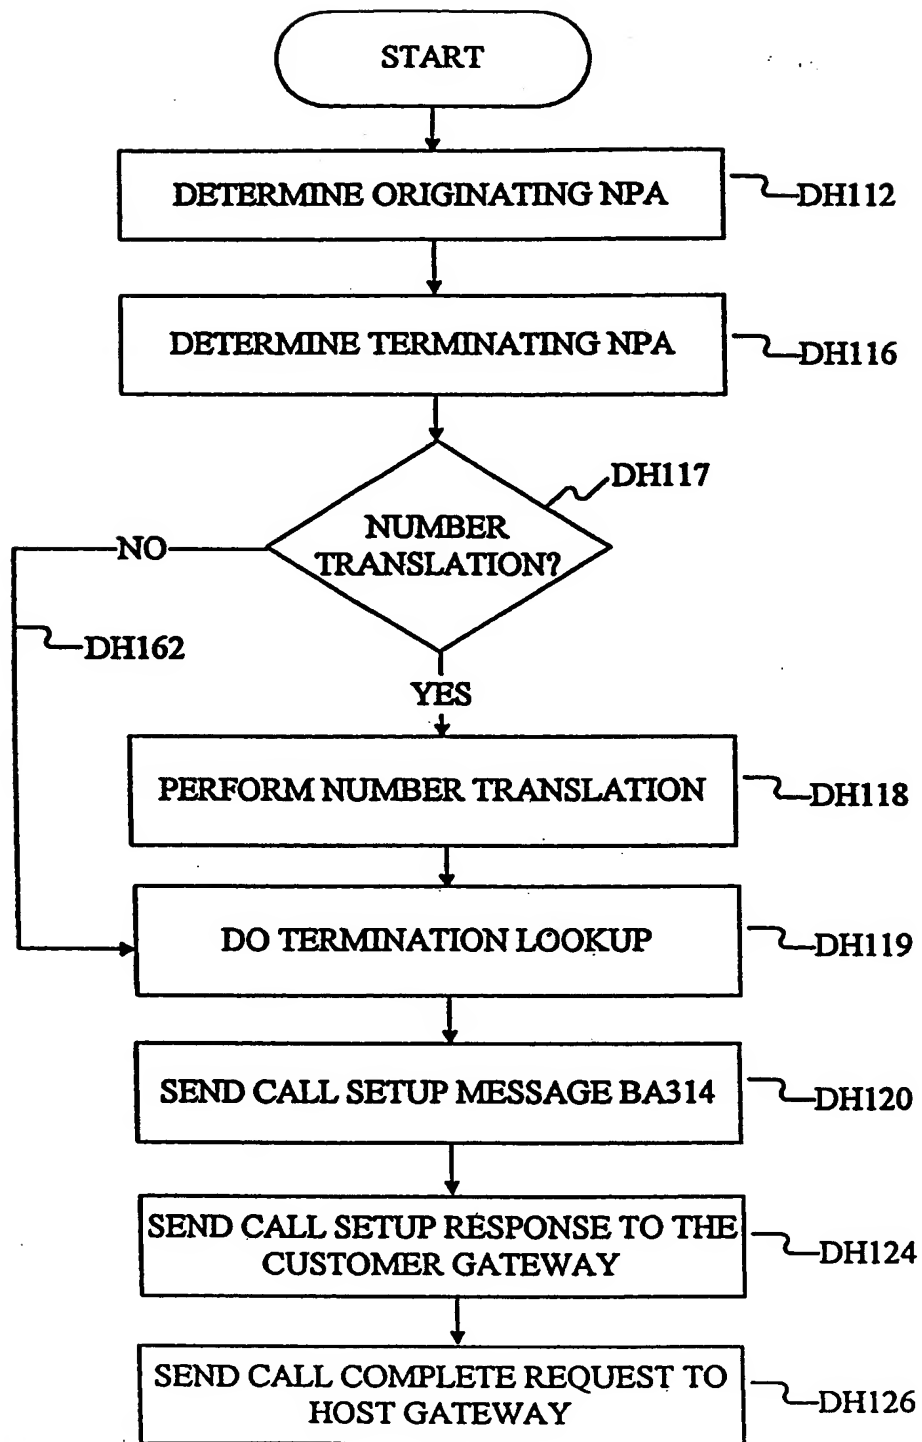 START
DETERMINE ORIGINATING NPA
DH112
DETERMINE TERMINATING NPA
DH116
DH117
NUMBER
TRANSLATION?
NO
DH162
YES
PERFORM NUMBER TRANSLATION
DH118
DO TERMINATION LOOKUP
DH119
SEND CALL SETUP MESSAGE BA314
DH120
SEND CALL SETUP RESPONSE TO THE
CUSTOMER GATEWAY
DH124
SEND CALL COMPLETE REQUEST TO
HOST GATEWAY
DH126